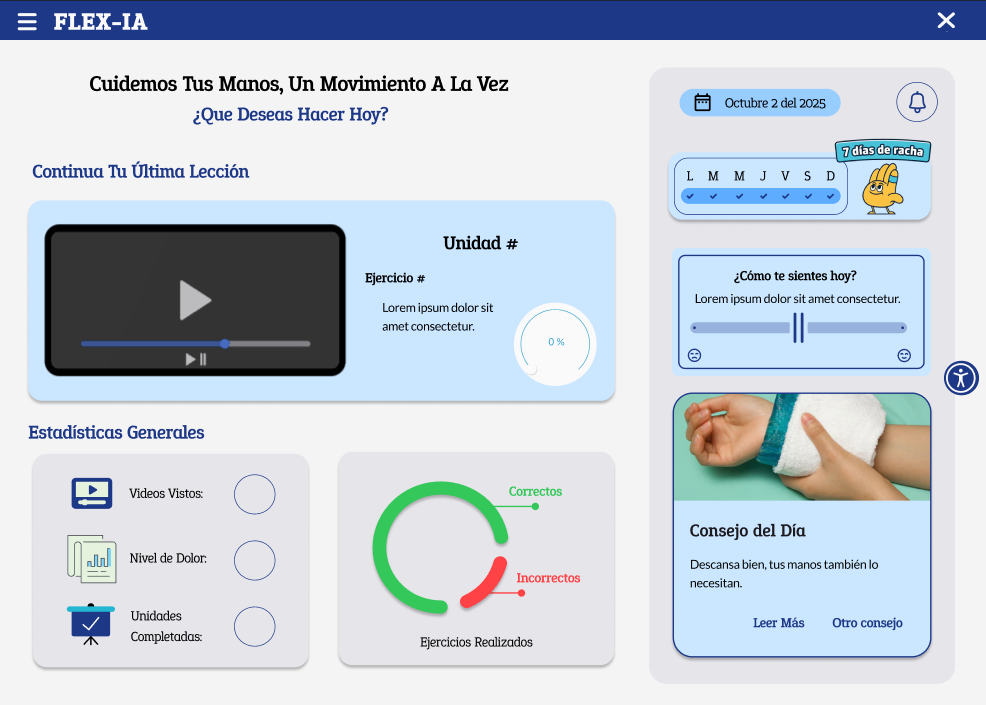 FLEX-IA
Cuidemos Tus Manos, Un Movimiento A La Vez
¿Que Deseas Hacer Hoy?
Continua Tu Última Lección
Unidad #
Ejercicio #
Lorem ipsum dolor sit
amet consectetur.
0 %
Estadísticas Generales
Videos Vistos:
Nivel de Dolor:
Unidades
Completadas:
Correctos
Incorrectos
Ejercicios Realizados
Octubre 2 del 2025
7 días de racha
L M M J V S D
¿Cómo te sientes hoy?
Lorem ipsum dolor sit amet consectetur.
Consejo del Día
Descansa bien, tus manos también lo
necesitan.
Leer Más Otro consejo